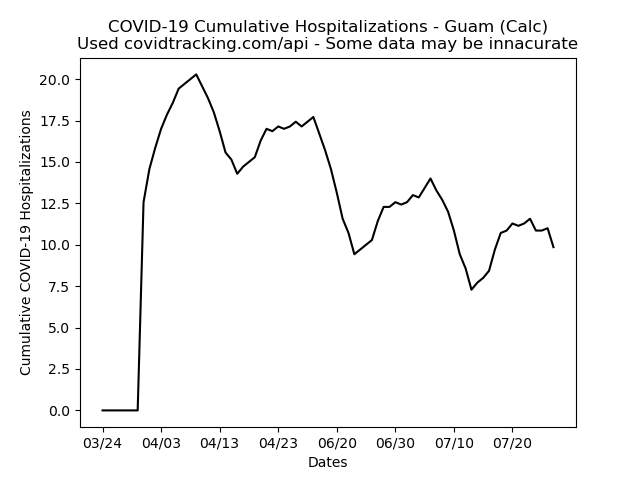 COVID-19 Cumulative Hospitalizations - Guam (Calc)
Used covidtracking.com/api - Some data may be innacurate
Cumulative COVID-19 Hospitalizations
20.0
17.5
15.0
12.5
10.0
7.5
5.0
2.5
0.0
03/24 04/03 04/13 04/23 06/20 06/30 07/10 07/20
Dates